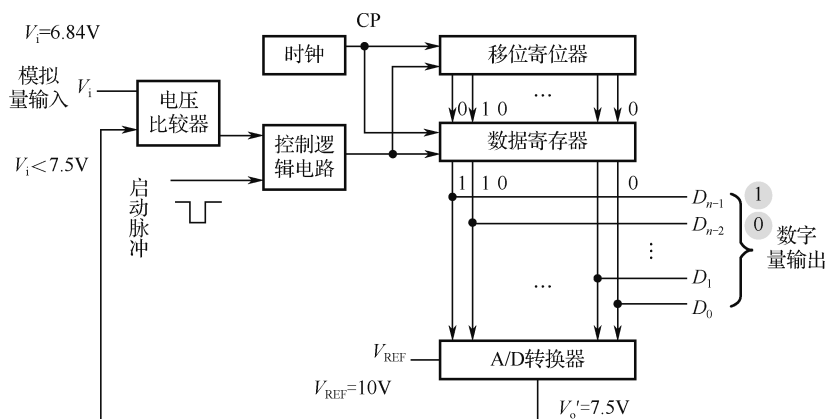 CP
V_i=6.84V
时钟
移位寄位器
模拟
量输入
V_i
电压
比较器
…
0 1 0 0
控制逻
辑电路
数据寄存器
V_i<7.5V
启动脉冲
1 1 0 0
D_{n-1}
1
D_{n-2}
0
数字
量输出
⋮
D_1
…
D_0
V_REF
A/D转换器
V_REF=10V
V_o'=7.5V